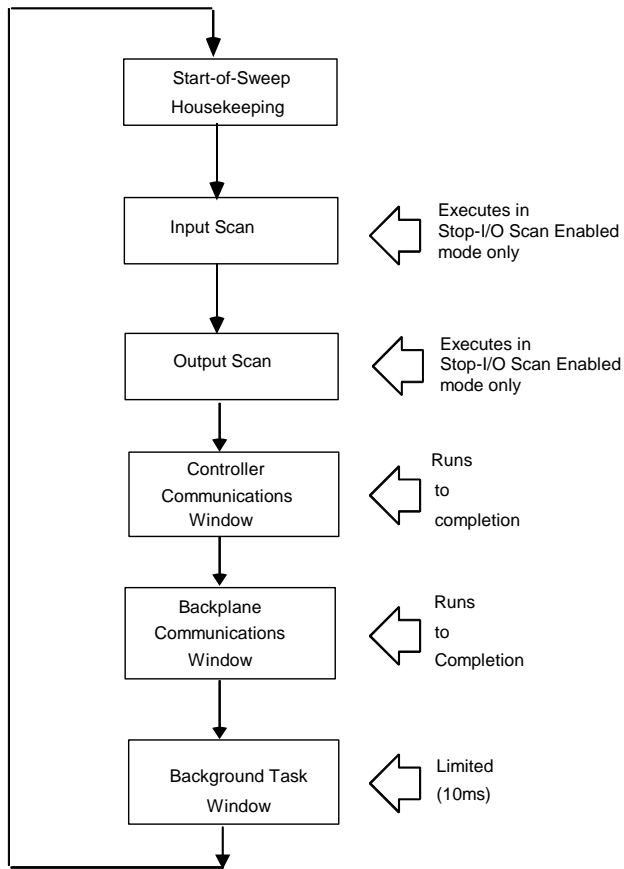 Start-of-Sweep
Housekeeping
Input Scan
Executes in
Stop-I/O Scan Enabled
mode only
Output Scan
Executes in
Stop-I/O Scan Enabled
mode only
Controller
Communications
Window
Runs
to
completion
Backplane
Communications
Window
Runs
to
Completion
Background Task
Window
Limited
(10ms)